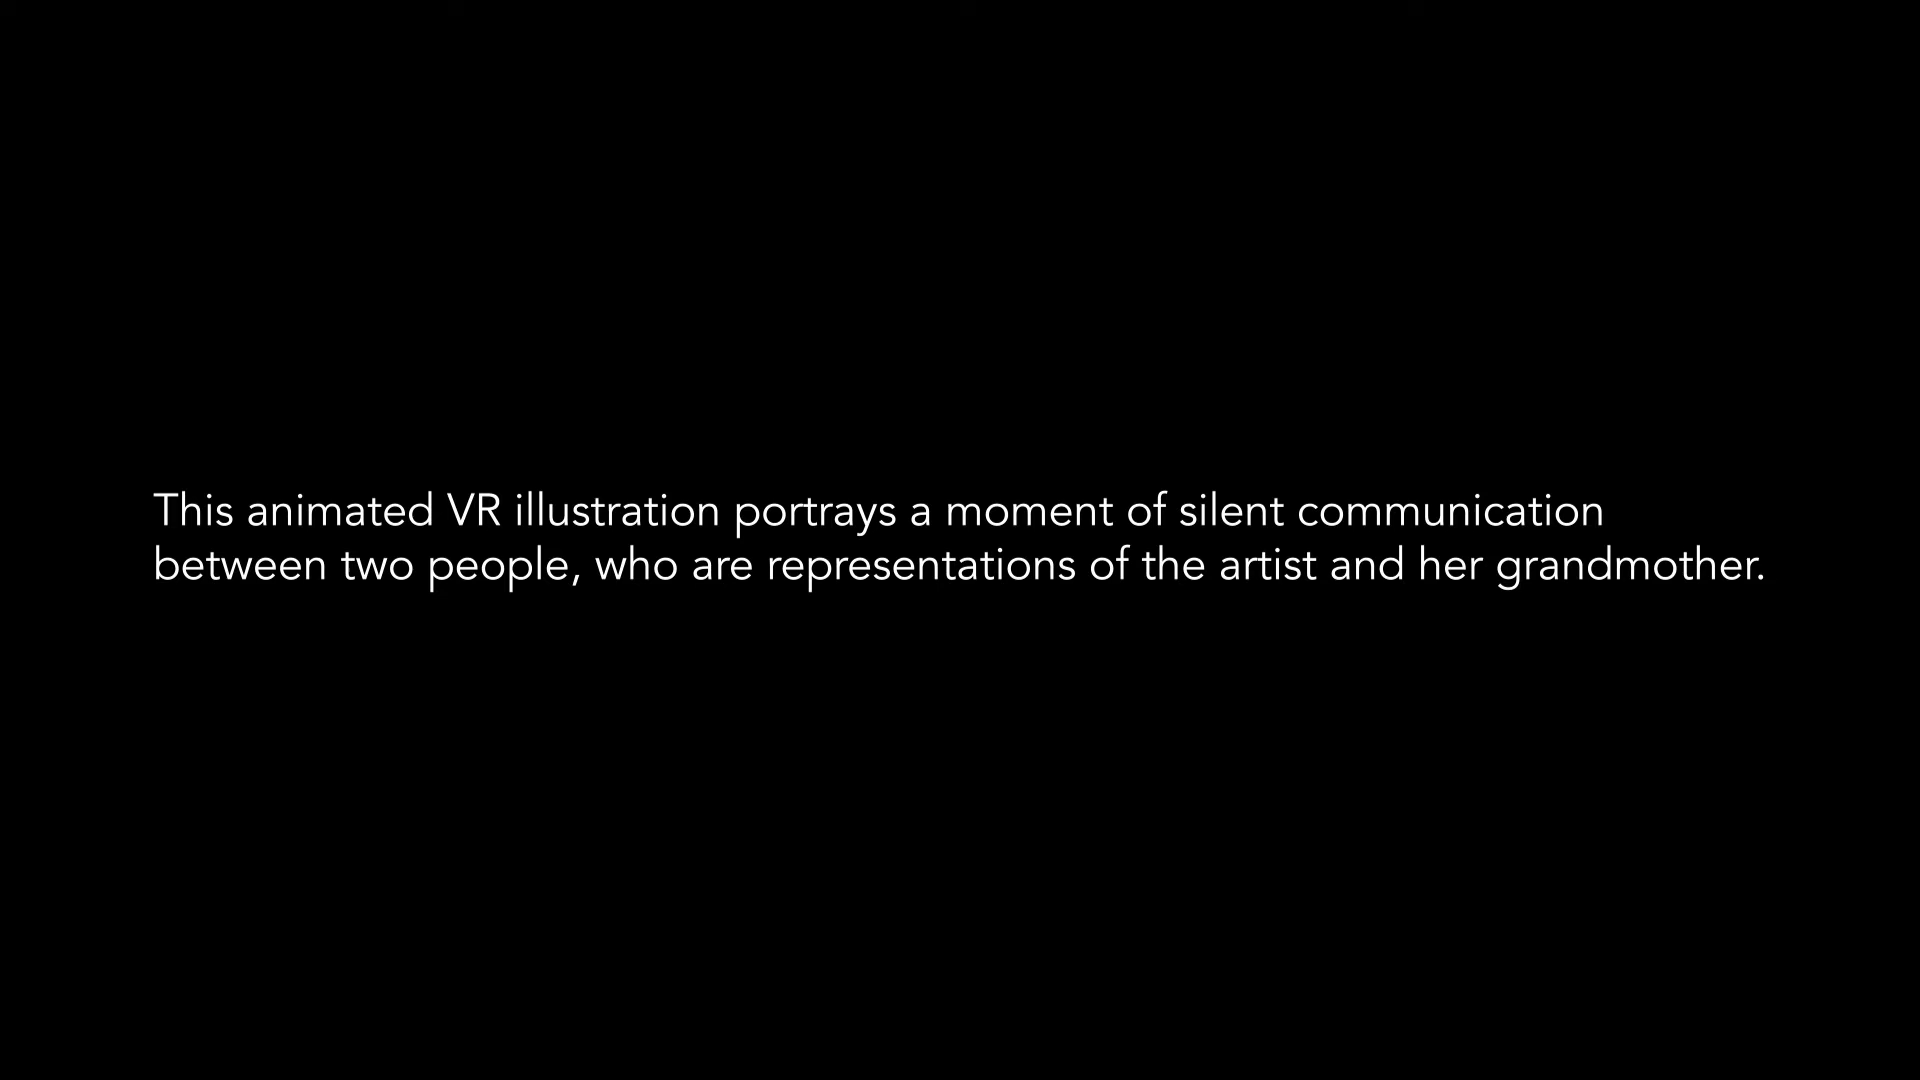 This animated VR illustration portrays a moment of silent communication
between two people, who are representations of the artist and her grandmother.